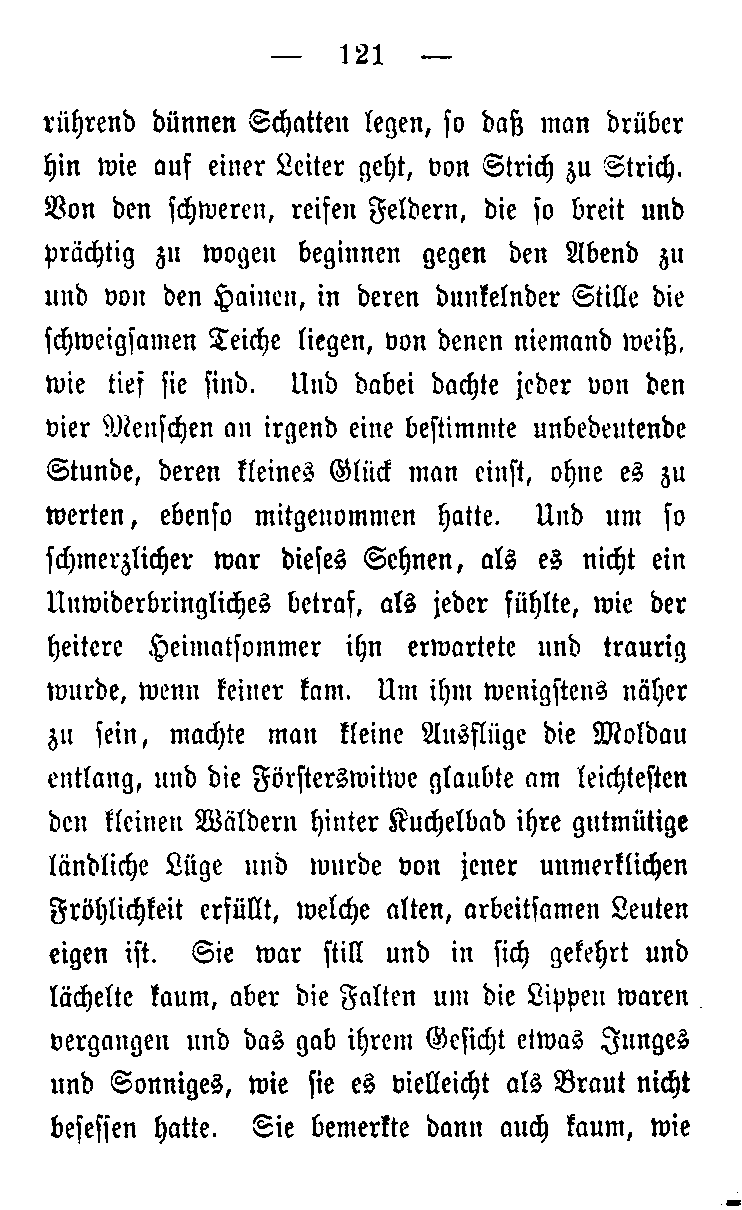 — 121 —
rührend dünnen Schatten legen, so daß man drüber
hin wie auf einer Leiter geht, von Strich zu Strich.
Von den schweren, reifen Feldern, die so breit und
prächtig zu wogen beginnen gegen den Abend zu
und von den Hainen, in deren dunkelnder Stille die
schweigsamen Teiche liegen, von denen niemand weiß,
wie tief sie sind. Und dabei dachte jeder von den
vier Menschen an irgend eine bestimmte unbedeutende
Stunde, deren kleines Glück man einst, ohne es zu
werten, ebenso mitgenommen hatte. Und um so
schmerzlicher war dieses Sehnen, als es nicht ein
Unwiderbringliches betraf, als jeder fühlte, wie der
heitere Heimatsommer ihn erwartete und traurig
wurde, wenn keiner kam. Um ihm wenigstens näher
zu sein, machte man kleine Ausflüge die Moldau
entlang, und die Försterswitwe glaubte am leichtesten
den kleinen Wäldern hinter Kuchelbad ihre gutmütige
ländliche Lüge und wurde von jener unmerklichen
Fröhlichkeit erfüllt, welche alten, arbeitsamen Leuten
eigen ist. Sie war still und in sich gekehrt und
lächelte kaum, aber die Falten um die Lippen waren
vergangen und das gab ihrem Gesicht etwas Junges
und Sonniges, wie sie es vielleicht als Braut nicht
besessen hatte. Sie bemerkte dann auch kaum, wie